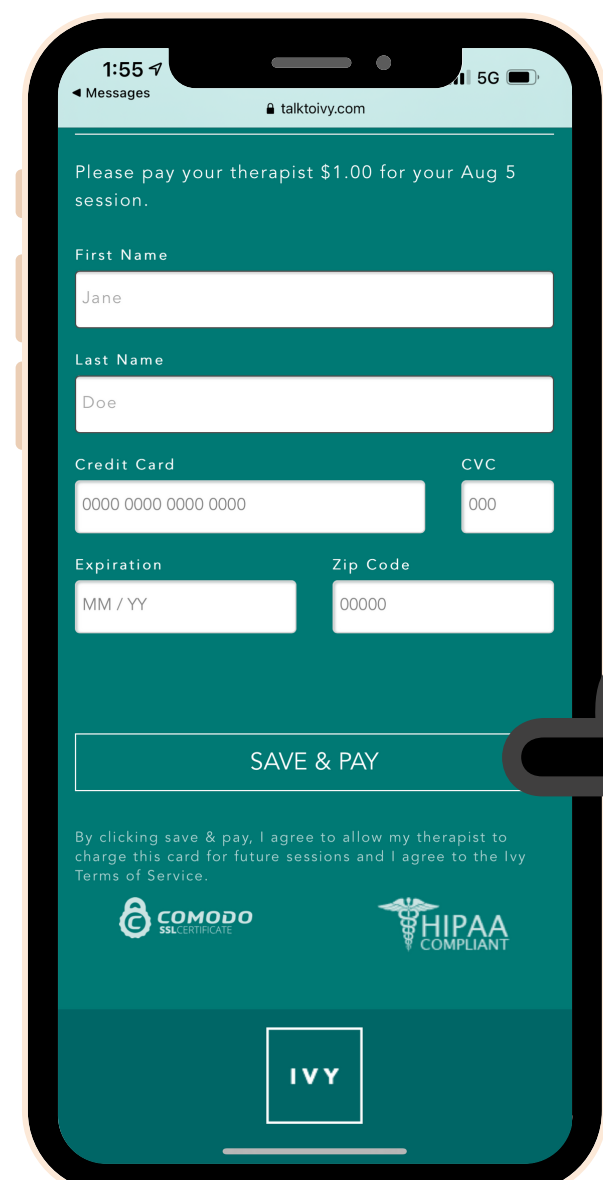 1:55
5G
Messages
talktoivy.com
Please pay your therapist $1.00 for your Aug 5
session.
First Name
Jane
Last Name
Doe
Credit Card
CVC
0000 0000 0000 0000
000
Expiration
Zip Code
MM / YY
00000
SAVE & PAY
By clicking save & pay, I agree to allow my therapist to
charge this card for future sessions and I agree to the Ivy
Terms of Service.
C COMODO
SSLCERTIFICATE
HIPAA
COMPLIANT
IVY